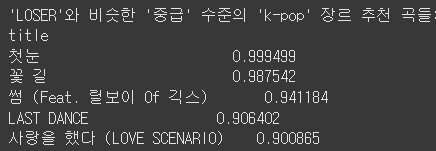 'LOSER'와 비슷한 '중급' 수준의 'k-pop' 장르 추천 곡들:
title
첫눈 0.999499
꽃 길 0.987542
썸 (Feat. 릴보이 Of 긱스) 0.941184
LAST DANCE 0.906402
사랑을 했다 (LOVE SCENARIO) 0.900865